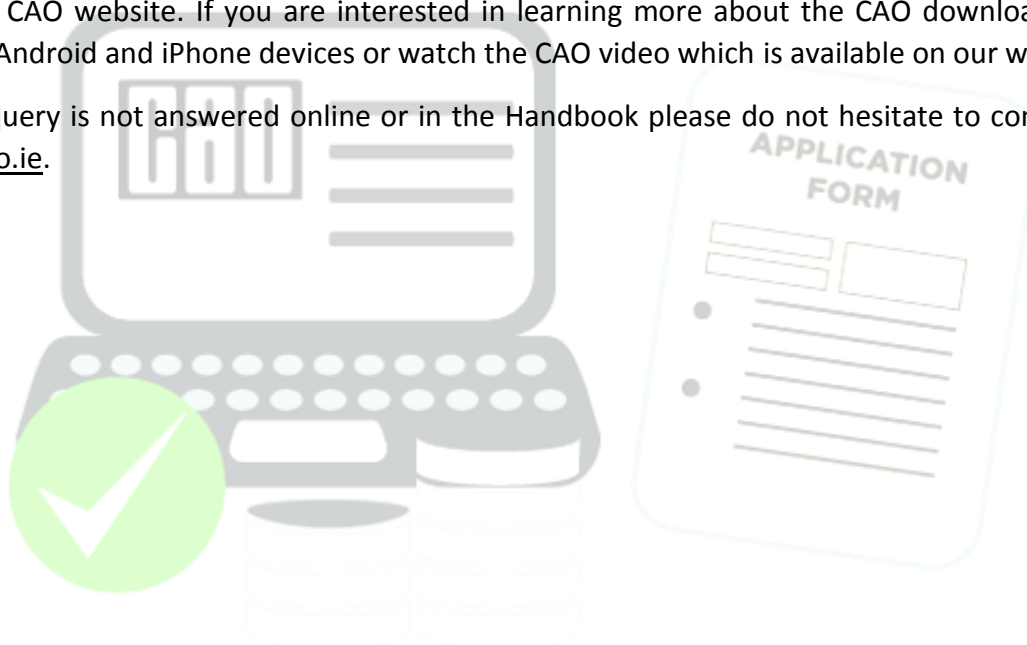 CAO website. If you are interested in learning more about the CAO downloa
Android and iPhone devices or watch the CAO video which is available on our w
uery is not answered online or in the Handbook please do not hesitate to con
o.ie.
CAO
APPLICATION
FORM